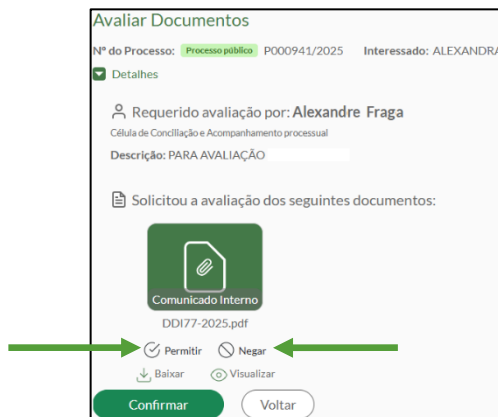 Avaliar Documentos
Nº do Processo: Processo público P000941/2025 Interessado: ALEXANDRA
Detalhes
Requerido avaliação por: Alexandre Fraga
Célula de Conciliação e Acompanhamento processual
Descrição: PARA AVALIAÇÃO
Solicitou a avaliação dos seguintes documentos:
Comunicado Interno
DDI77-2025.pdf
Permitir Negar
Baixar Visualizar
Confirmar Voltar